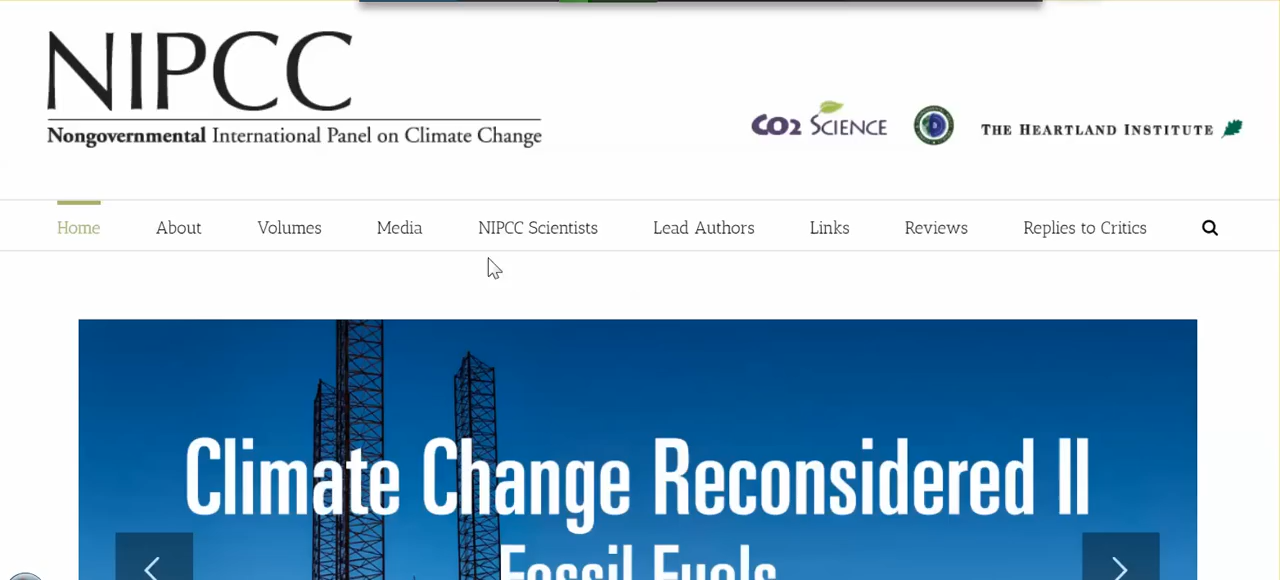 NIPCC
Nongovernmental International Panel on Climate Change
CO2 SCIENCE
THE HEARTLAND INSTITUTE
Home About Volumes Media NIPCC Scientists Lead Authors Links Reviews Replies to Critics
Climate Change Reconsidered II
Fossil Fuels